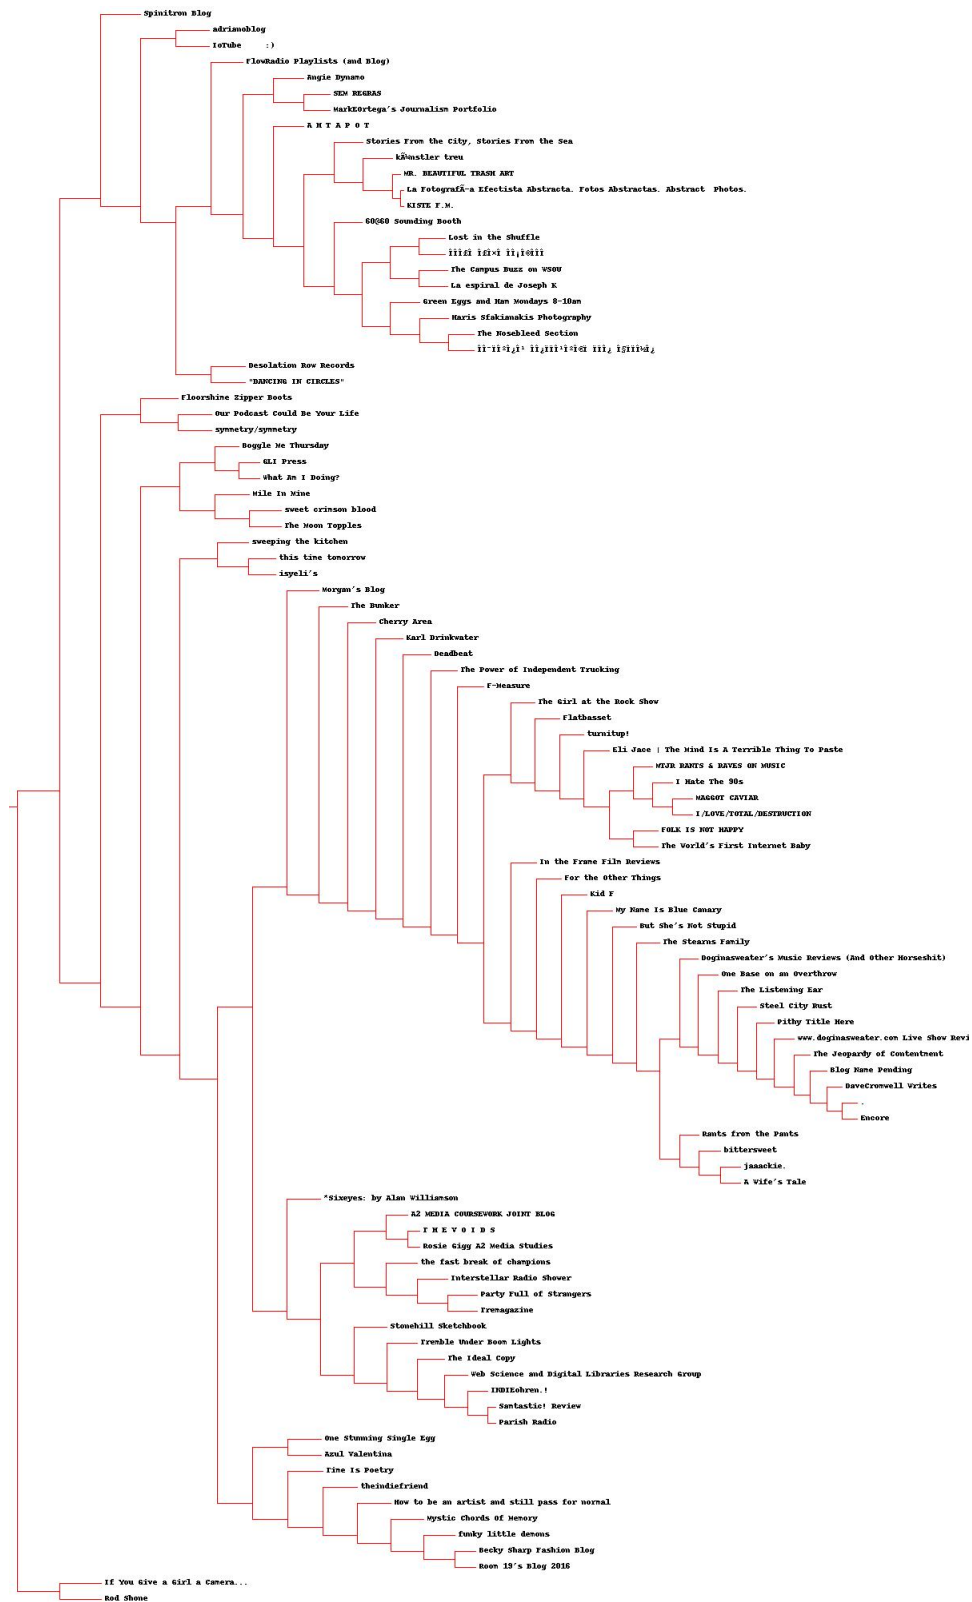 Spinitron Blog
adrianoblog
IoTube :)
FlowRadio Playlists (and Blog)
Angie Dynamo
SEM REGRAS
MarkEOrtega's Journalism Portfolio
A H T A P O T
Stories From the City, Stories From the Sea
kÃ¼nstler treu
MR. BEAUTIFUL TRASH ART
La FotografÃ­a Efectista Abstracta. Fotos Abstractas. Abstract Photos.
KISTE F.M.
60@60 Sounding Booth
Lost in the Shuffle
The Campus Buzz on WSOU
La espiral de Joseph K
Green Eggs and Ham Mondays 8-10am
Haris Sfakianakis Photography
The Nosebleed Section
Desolation Row Records
"DANCING IN CIRCLES"
Floorshime Zipper Boots
Our Podcast Could Be Your Life
symmetry/symmetry
Boggle Me Thursday
GLI Press
What Am I Doing?
Mile In Mine
sweet crimson blood
The Moon Topples
sweeping the kitchen
this time tomorrow
isyeli's
Morgan's Blog
The Bunker
Cherry Area
Karl Drinkwater
Deadbeat
The Power of Independent Trucking
F-Measure
The Girl at the Rock Show
Flatbasset
turnitup!
Eli Jace | The Mind Is A Terrible Thing To Paste
MTJR RANTS & RAVES ON MUSIC
I Hate The 90s
MAGGOT CAVIAR
I/LOVE/TOTAL/DESTRUCTION
FOLK IS NOT HAPPY
The World's First Internet Baby
In the Frame Film Reviews
For the Other Things
Kid F
My Name Is Blue Canary
But She's Not Stupid
The Stearns Family
Doginasweater's Music Reviews (And Other Horseshit)
One Base on an Overthrow
The Listening Ear
Steel City Rust
Pithy Title Here
www.doginasweater.com Live Show Revi
The Jeopardy of Contentment
Blog Name Pending
DaveCromwell Writes
.
Encore
Rants from the Pants
bittersweet
jaaackie.
A Wife's Tale
*Sixeyes: by Alan Williamson
A2 MEDIA COURSEWORK JOINT BLOG
T H E V O I D S
Rosie Gigg A2 Media Studies
the fast break of champions
Interstellar Radio Shower
Party Full of Strangers
Tremagazine
Stonehill Sketchbook
Tremble Under Boom Lights
The Ideal Copy
Web Science and Digital Libraries Research Group
INDIEohren.!
Samtastic! Review
Parish Radio
One Stunning Single Egg
Azul Valentina
Time Is Poetry
theindiefriend
How to be an artist and still pass for normal
Mystic Chords Of Memory
funky little demons
Becky Sharp Fashion Blog
Room 19's Blog 2016
If You Give a Girl a Camera...
Rod Shone